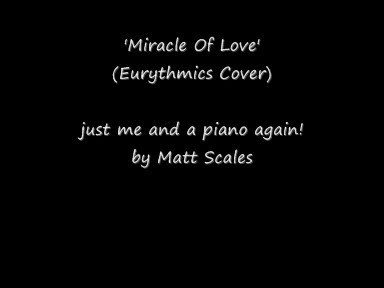 'Miracle Of Love'
(Eurythmics Cover)
just me and a piano again!
by Matt Scales